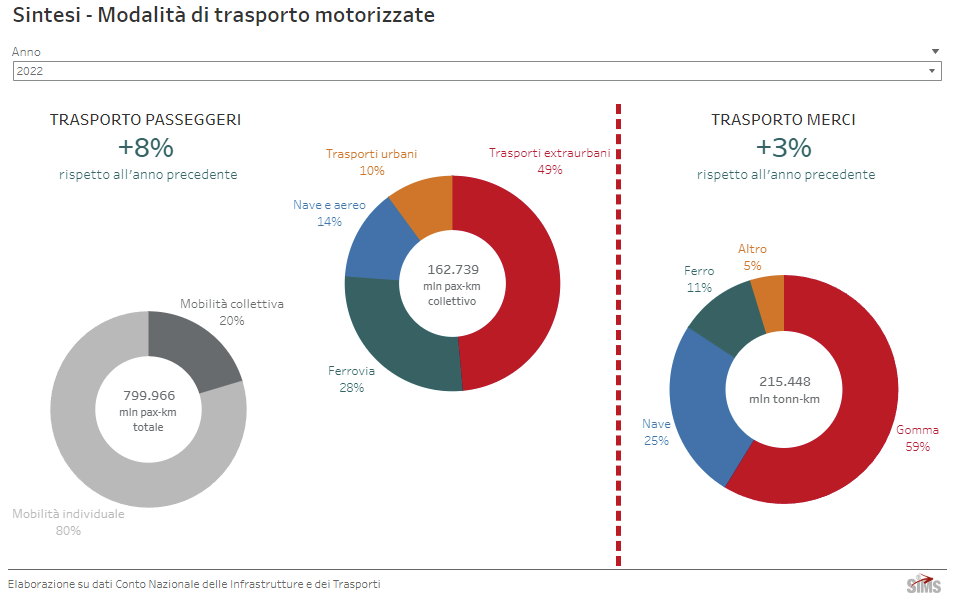 Sintesi - Modalità di trasporto motorizzate
Anno
2022
TRASPORTO PASSEGGERI
+8%
rispetto all'anno precedente
Mobilità collettiva
20%
799.966
mln pax-km
totale
Mobilità individuale
80%
Trasporti urbani
10%
Trasporti extraurbani
49%
Nave e aereo
14%
162.739
mln pax-km
collettivo
Ferrovia
28%
TRASPORTO MERCI
+3%
rispetto all'anno precedente
Altro
5%
Ferro
11%
215.448
mln tonn-km
Nave
25%
Gomma
59%
Elaborazione su dati Conto Nazionale delle Infrastrutture e dei Trasporti
SIMS